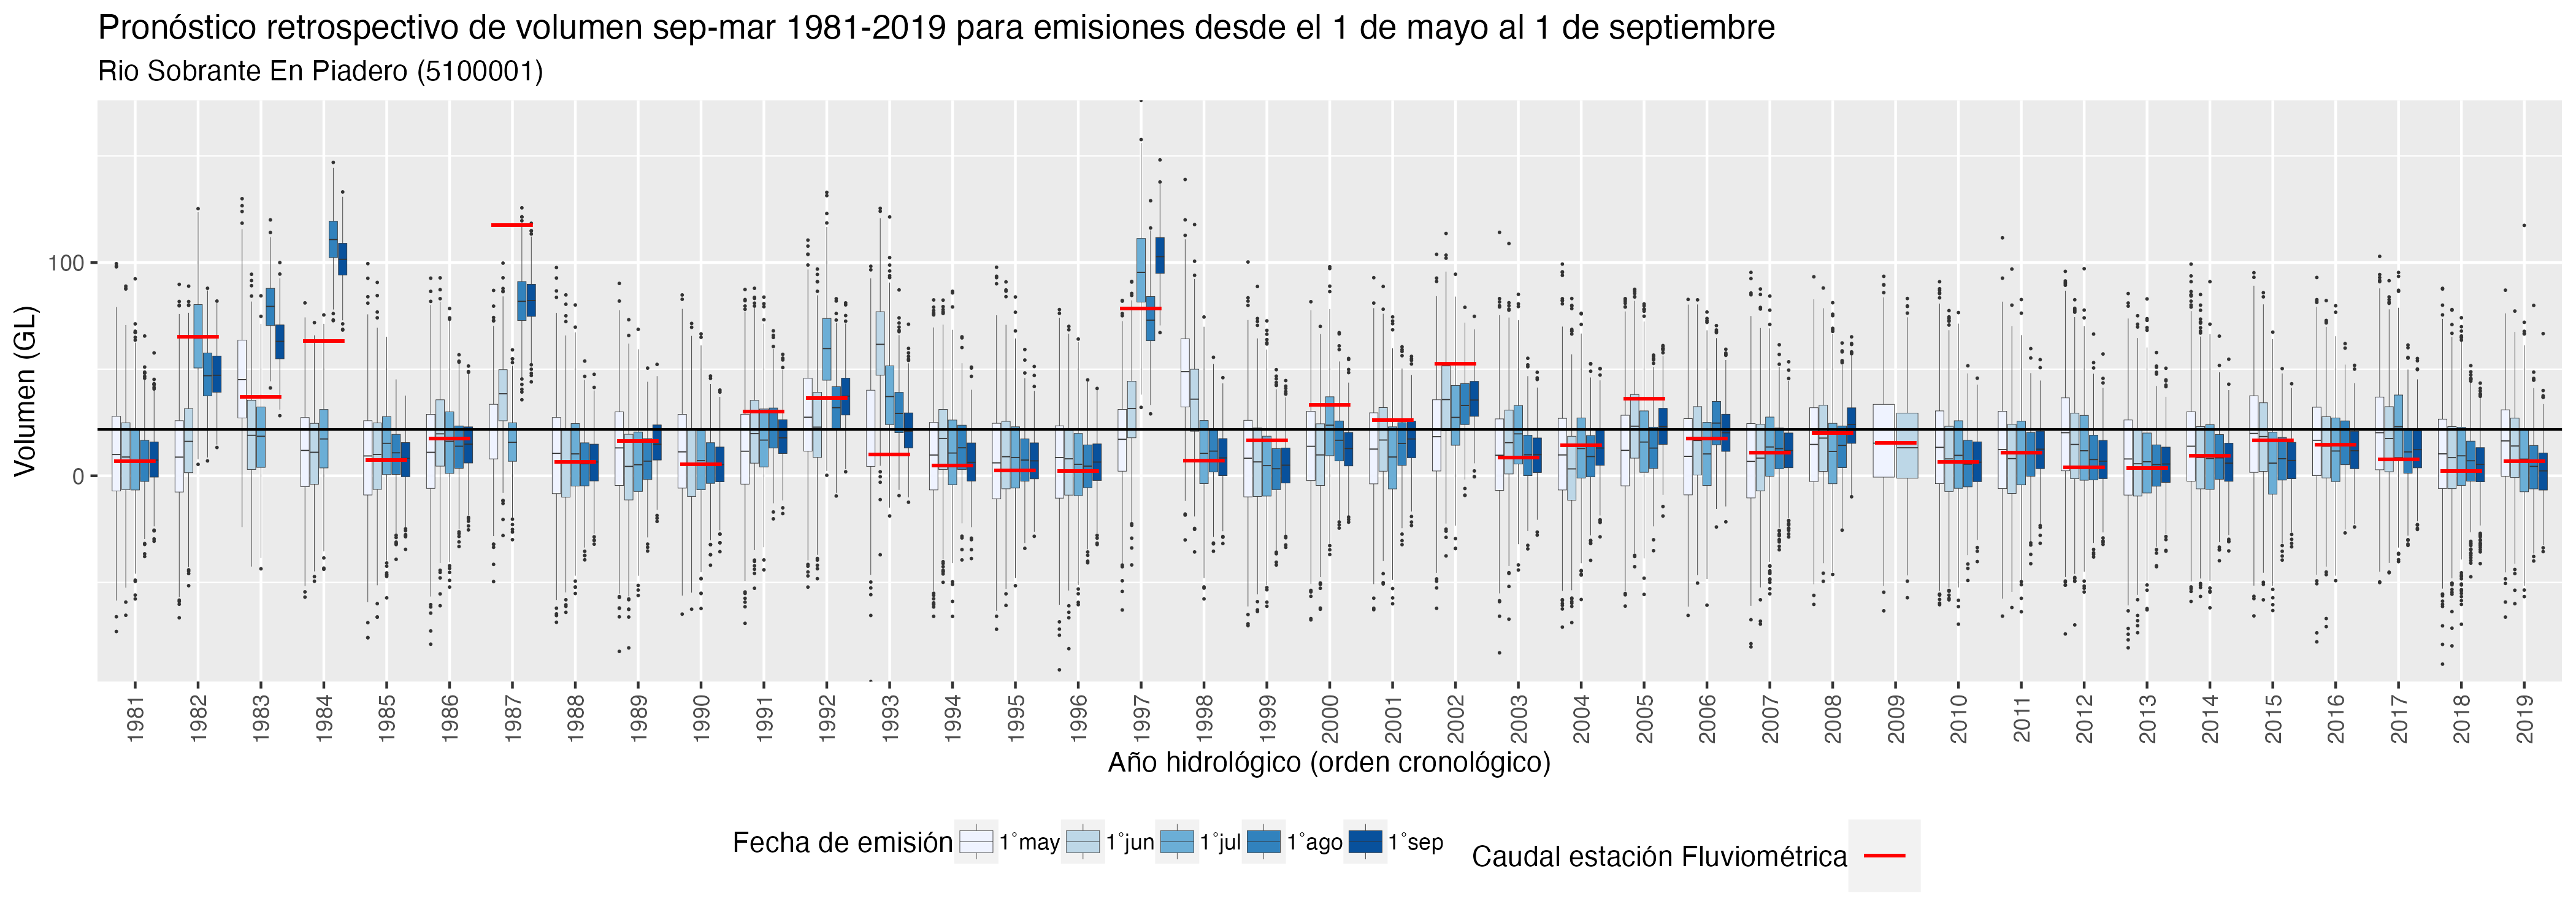 Pronóstico retrospectivo de volumen sep-mar 1981-2019 para emisiones desde el 1 de mayo al 1 de septiembre
Rio Sobrante En Piadero (5100001)
Volumen (GL)
100
0
1981 1982 1983 1984 1985 1986 1987 1988 1989 1990 1991 1992 1993 1994 1995 1996 1997 1998 1999 2000 2001 2002 2003 2004 2005 2006 2007 2008 2009 2010 2011 2012 2013 2014 2015 2016 2017 2018 2019
Año hidrológico (orden cronológico)
Fecha de emisión 1°may 1°jun 1°jul 1°ago 1°sep Caudal estación Fluviométrica